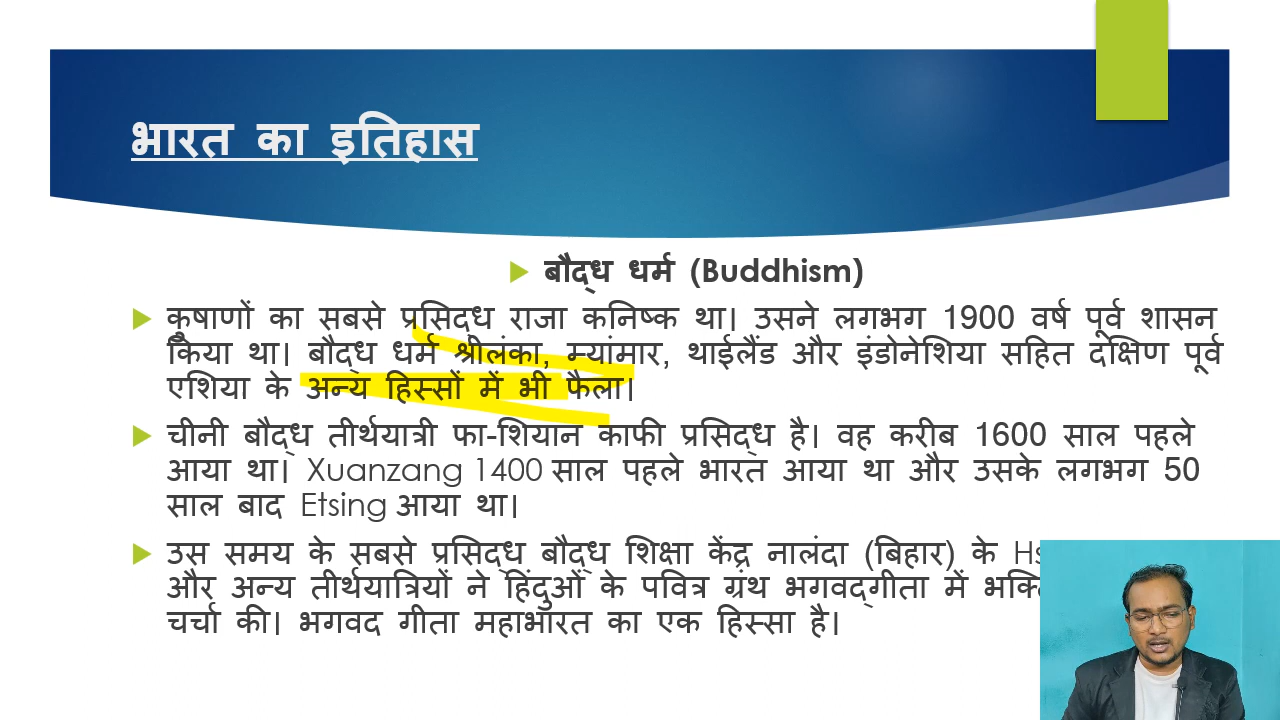 भारत का इतिहास
बौद्ध धर्म (Buddhism)
कुषाणों का सबसे प्रसिद्ध राजा कनिष्क था। उसने लगभग 1900 वर्ष पूर्व शासन
किया था। बौद्ध धर्म श्रीलंका, म्यांमार, थाईलैंड और इंडोनेशिया सहित दक्षिण पूर्व
एशिया के अन्य हिस्सों में भी फैला।
चीनी बौद्ध तीर्थयात्री फा-शियान काफी प्रसिद्ध है। वह करीब 1600 साल पहले
आया था। Xuanzang 1400 साल पहले भारत आया था और उसके लगभग 50
साल बाद Etsing आया था।
उस समय के सबसे प्रसिद्ध बौद्ध शिक्षा केंद्र नालंदा (बिहार) के
और अन्य तीर्थयात्रियों ने हिंदुओं के पवित्र ग्रंथ भगवद्गीता में
चर्चा की। भगवद गीता महाभारत का एक हिस्सा है।